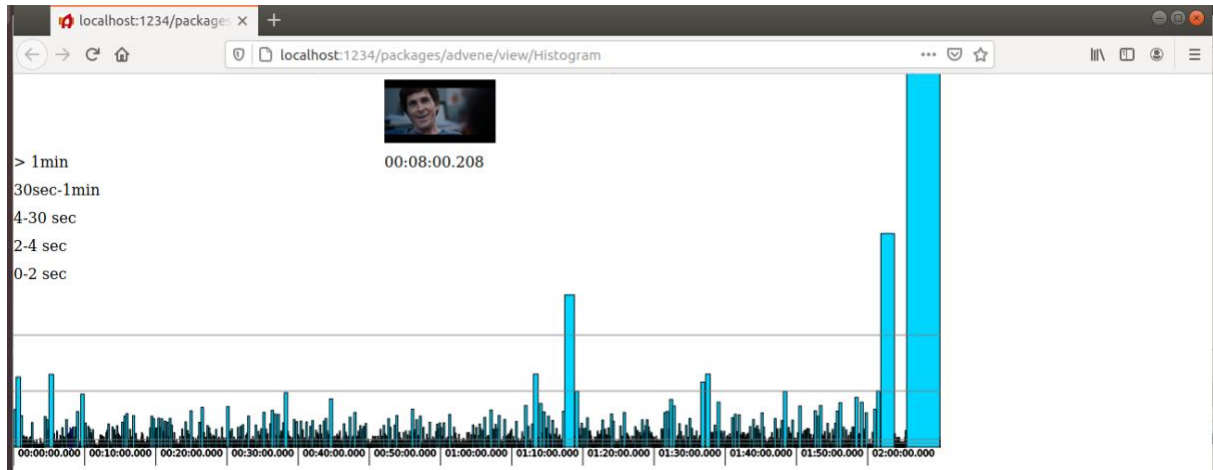 localhost:1234/packages
localhost:1234/packages/advene/view/Histogram
> 1min
00:08:00.208
30sec-1min
4-30 sec
2-4 sec
0-2 sec
00:00:00.000 00:10:00.000 00:20:00.000 00:30:00.000 00:40:00.000 00:50:00.000 01:00:00.000 01:10:00.000 01:20:00.000 01:30:00.000 01:40:00.000 01:50:00.000 02:00:00.000